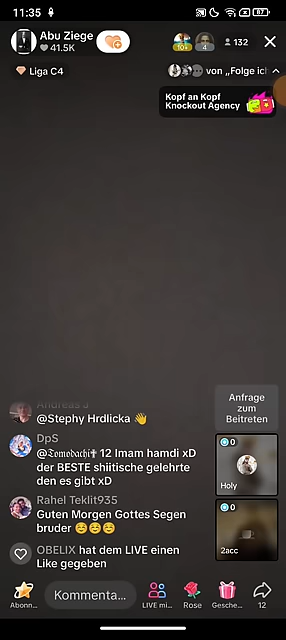 11:35
87
Abu Ziege
41.5K
10+
4
132
Liga C4
von „Folge ich
Kopf an Kopf
Knockout Agency
Anfrage
zum
Beitreten
Andreas J
@Stephy Hrdlicka 👋
DpS
@𝕿𝖔𝖒𝖔𝖉𝖆𝖈𝖍𝖎✝ 12 Imam hamdi xD
der BESTE shiitische gelehrte
den es gibt xD
0
Holy
Rahel Teklit935
Guten Morgen Gottes Segen
bruder ☺️☺️☺️
0
2acc
OBELIX hat dem LIVE einen
Like gegeben
Kommenta...
Abonn...
LIVE mi...
Rose
Gesche...
12